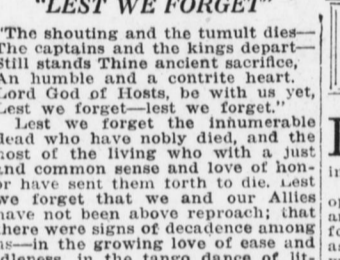 "LEST WE FORGET"
"The shouting and the tumult dies—
The captains and the kings depart—
Still stands Thine ancient sacrifice,
An humble and a contrite heart.
Lord God of Hosts, be with us yet,
Lest we forget—lest we forget."
Lest we forget the innumerable
dead who have nobly died, and the
host of the living who with a just
and common sense and love of hon-
or have sent them forth to die. Lest
we forget that we and our Allies
have not been above reproach; that
there were signs of decadence among
us—in the growing love of ease and
idleness, in the tango dance of lit-